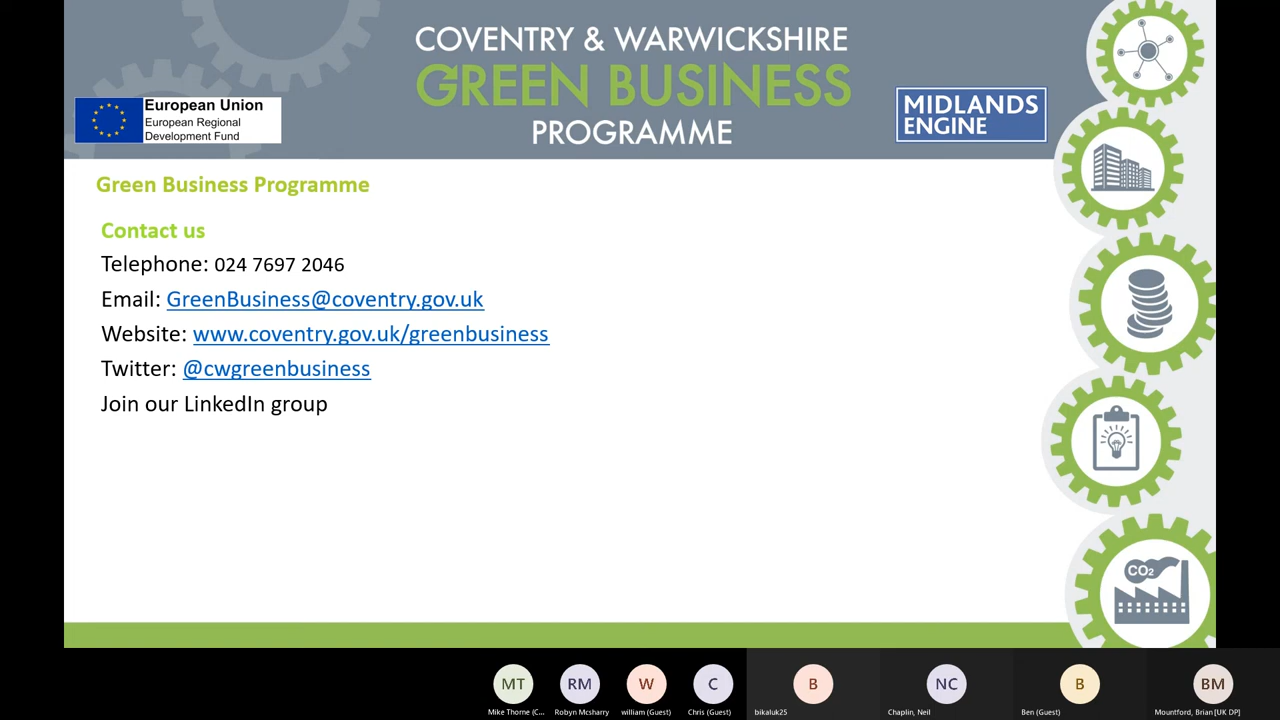 COVENTRY & WARWICKSHIRE
GREEN BUSINESS
PROGRAMME
European Union
European Regional
Development Fund
MIDLANDS
ENGINE
Green Business Programme
Contact us
Telephone: 024 7697 2046
Email: GreenBusiness@coventry.gov.uk
Website: www.coventry.gov.uk/greenbusiness
Twitter: @cwgreenbusiness
Join our LinkedIn group
CO2
MT
RM
W
C
B
NC
B
BM
Mike Thorne (C...
Robyn Mcsharry
william (Guest)
Chris (Guest)
bikaluk25
Chaplin, Neil
Ben (Guest)
Mountford, Brian [UK DP]